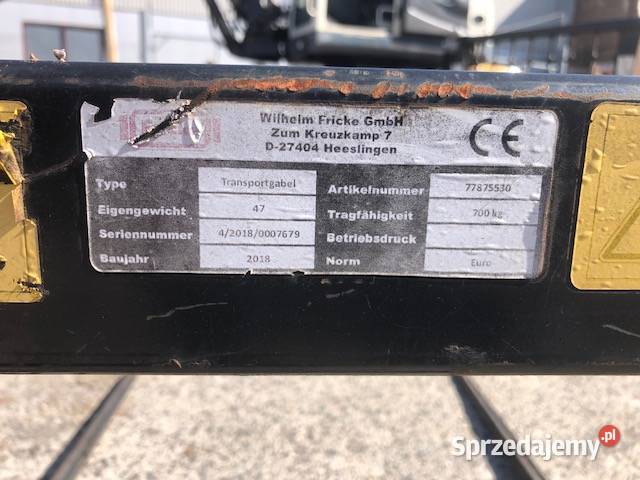 Wilhelm Fricke GmbH
Zum Kreuzkamp 7
D-27404 Heeslingen
CE
Type Transportgabel Artikelnummer 77875530
Eigengewicht 47 Tragfähigkeit 700 kg
Seriennummer 4/2018/0007679 Betriebsdruck
Baujahr 2018 Norm Euro
Sprzedajemy.pl